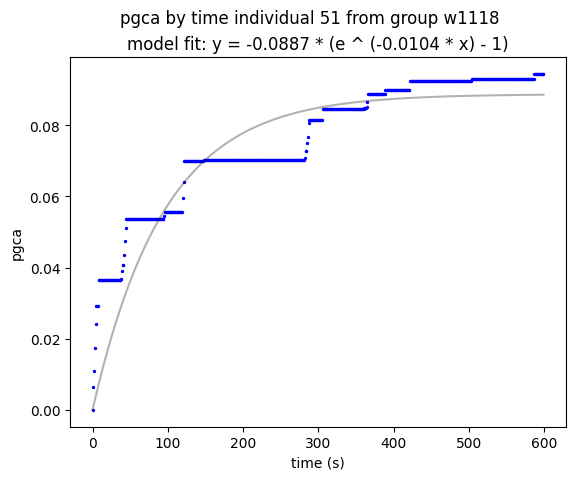 pgca by time individual 51 from group w1118
model fit: y = -0.0887 * (e ^ (-0.0104 * x) - 1)
0.08
0.06
0.04
0.02
0.00
pgca
0 100 200 300 400 500 600
time (s)